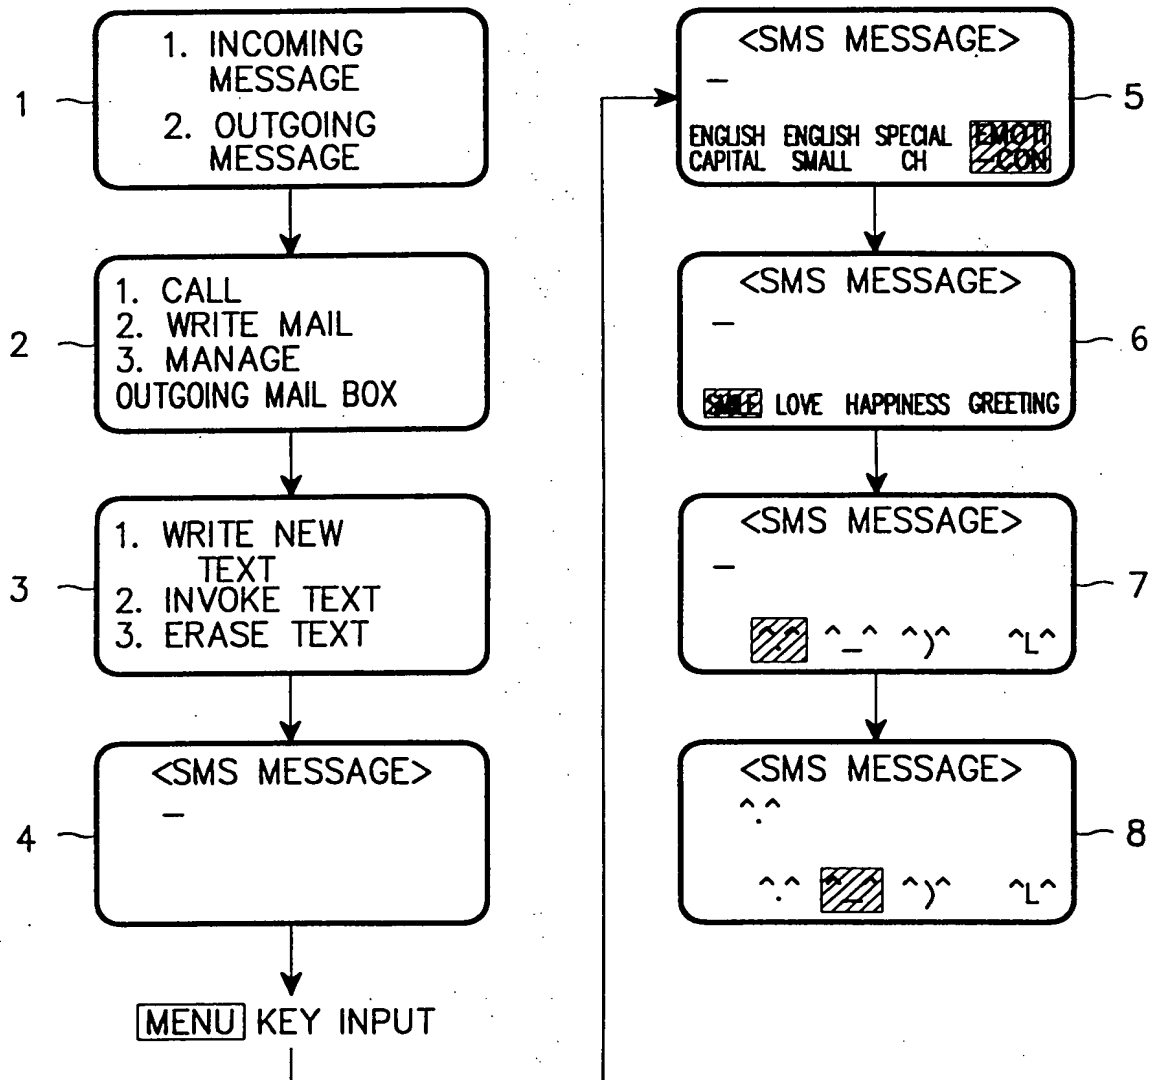 1. INCOMING
MESSAGE
2. OUTGOING
MESSAGE
1
1. CALL
2. WRITE MAIL
3. MANAGE
OUTGOING MAIL BOX
2
1. WRITE NEW
TEXT
2. INVOKE TEXT
3. ERASE TEXT
3
<SMS MESSAGE>
_
4
MENU KEY INPUT
<SMS MESSAGE>
_
ENGLISH ENGLISH SPECIAL EMOTI
CAPITAL SMALL CH -CON
5
<SMS MESSAGE>
_
SMILE LOVE HAPPINESS GREETING
6
<SMS MESSAGE>
_
^.^ ^_^ ^)^ ^L^
7
<SMS MESSAGE>
^.^
^.^ ^_^ ^)^ ^L^
8